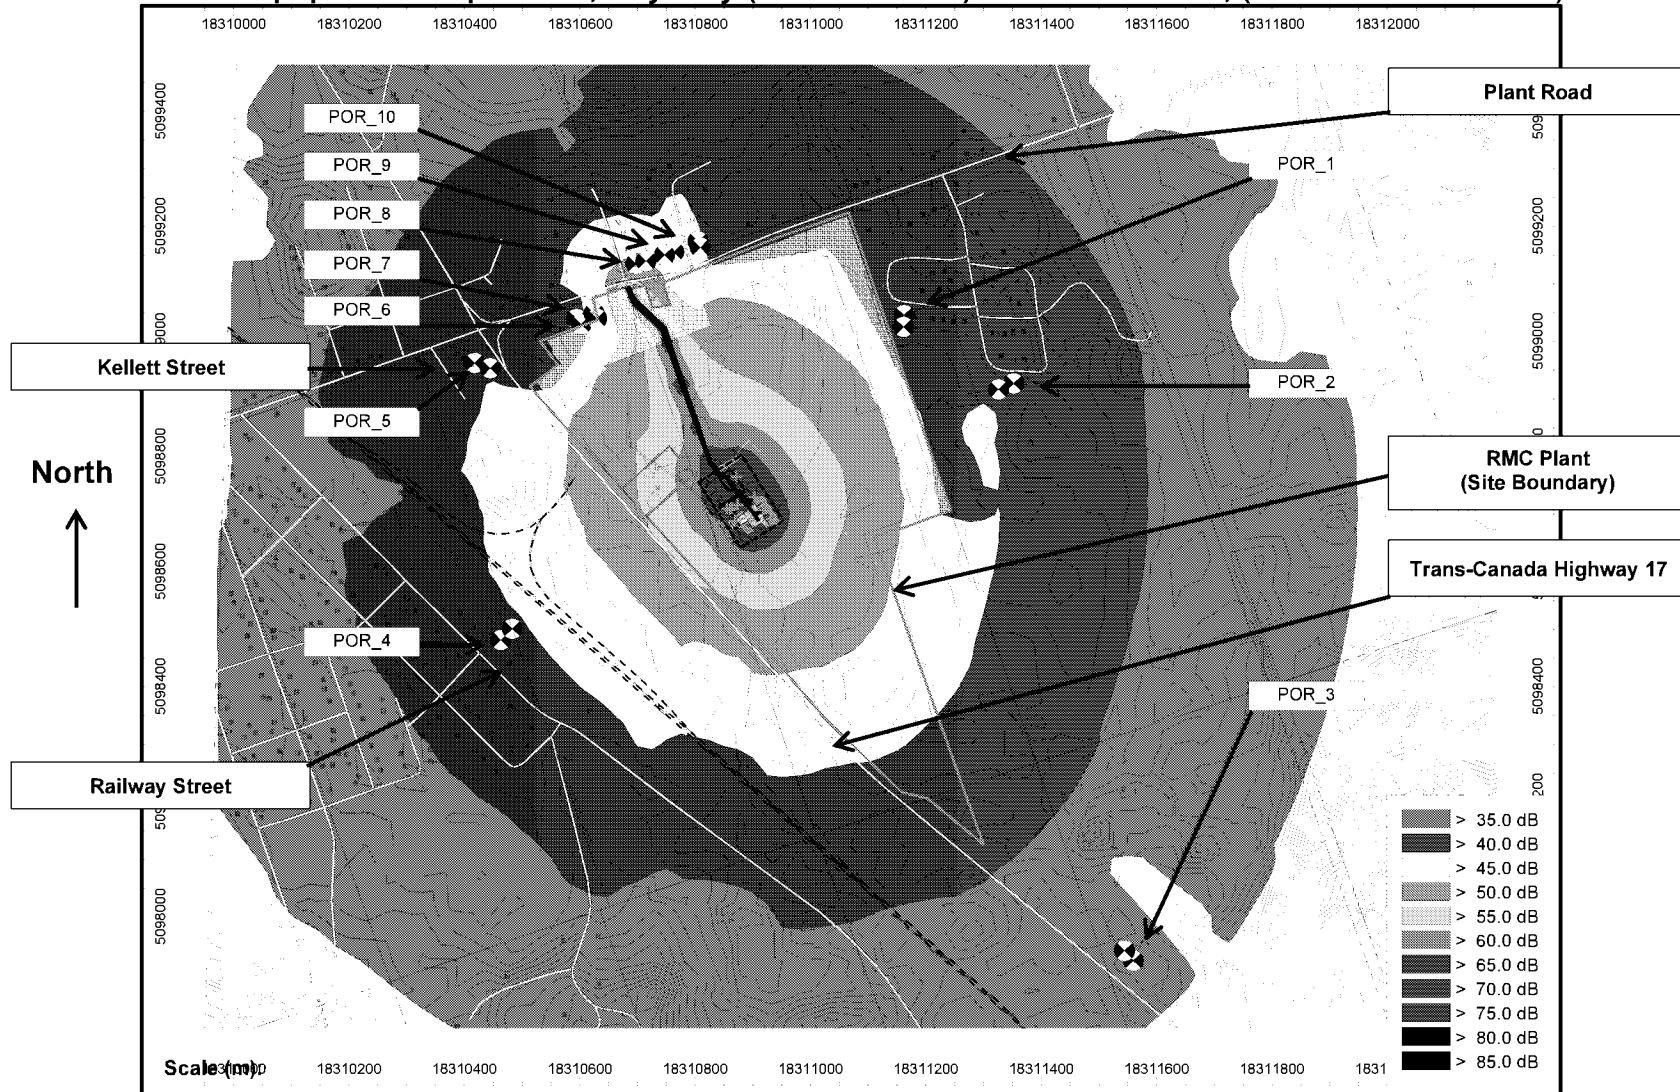 18310000 18310200 18310400 18310600 18310800 18311000 18311200 18311400 18311600 18311800 18312000
Plant Road
POR_10
POR_9
POR_8
POR_7
POR_6
Kellett Street
POR_5
North
POR_4
Railway Street
POR_1
POR_2
RMC Plant
(Site Boundary)
Trans-Canada Highway 17
POR_3
5099400
5099200
5098800
5098600
5098400
5098000
5099200
5099000
5098400
200
> 35.0 dB
> 40.0 dB
> 45.0 dB
> 50.0 dB
> 55.0 dB
> 60.0 dB
> 65.0 dB
> 70.0 dB
> 75.0 dB
> 80.0 dB
> 85.0 dB
Scale (m):
18310200 18310400 18310600 18310800 18311000 18311200 18311400 18311600 18311800 1831